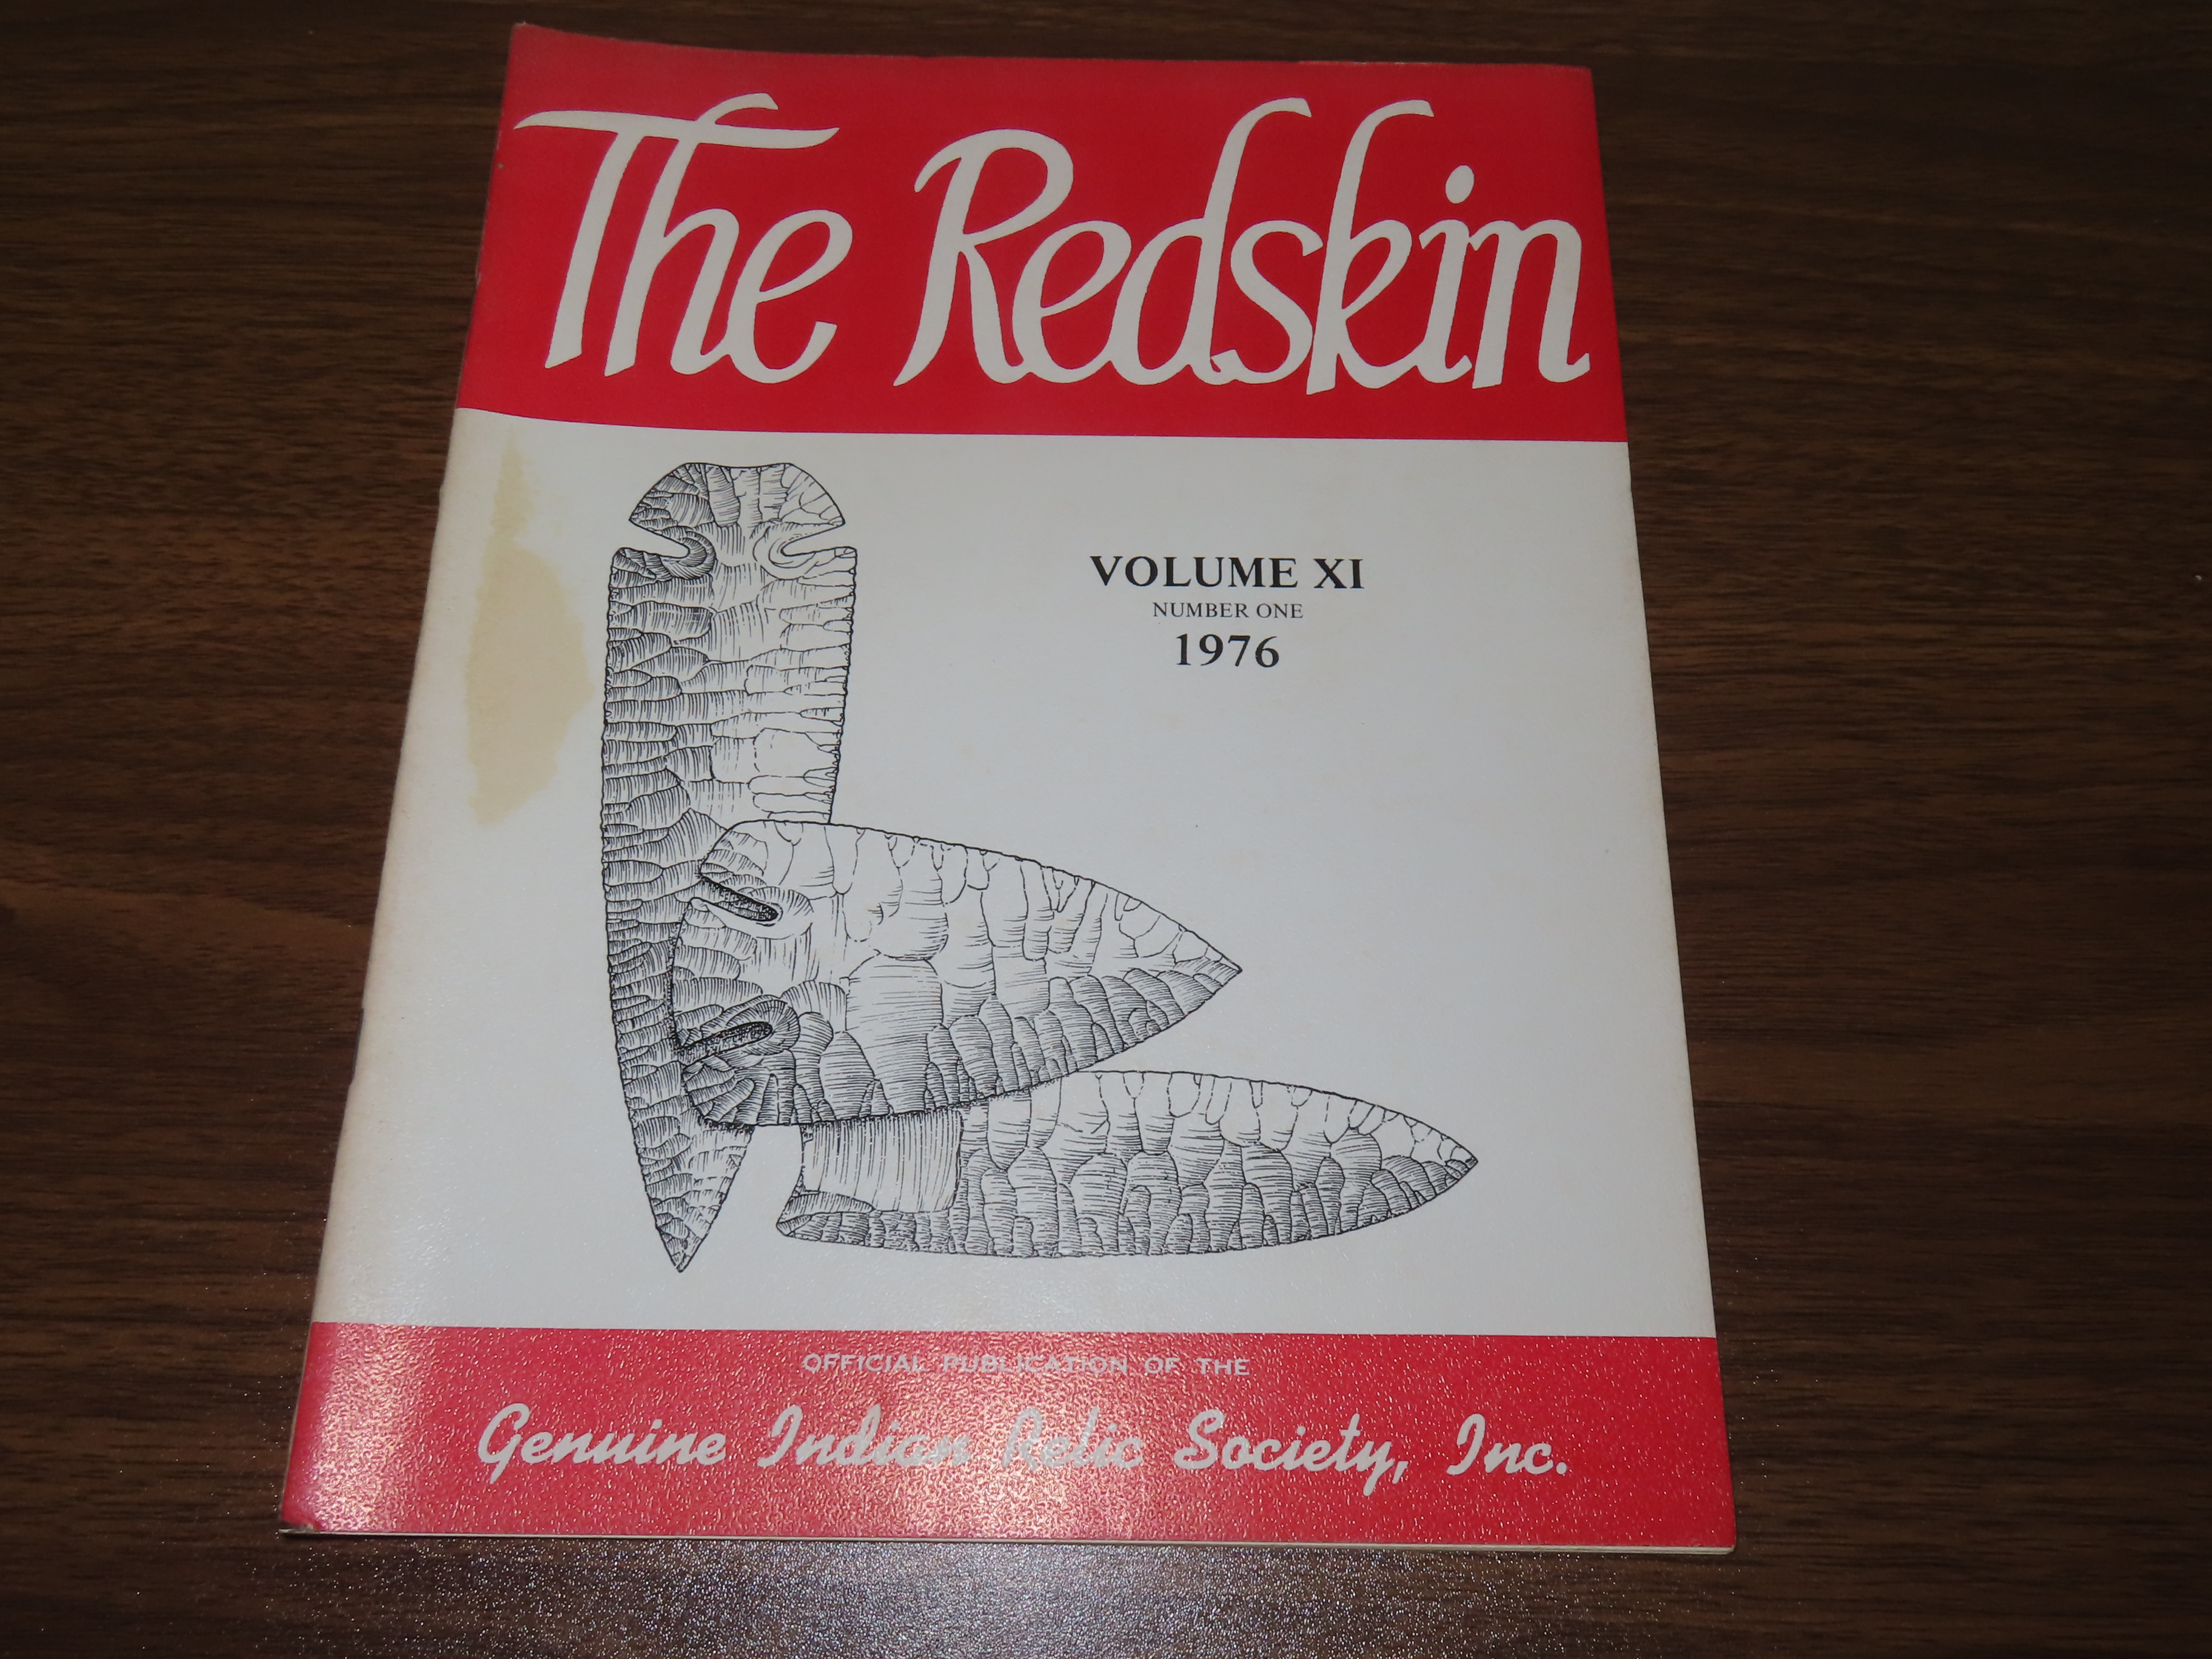 The Redskin
VOLUME XI
NUMBER ONE
1976
OFFICIAL PUBLICATION OF THE
Genuine Indian Relic Society, Inc.